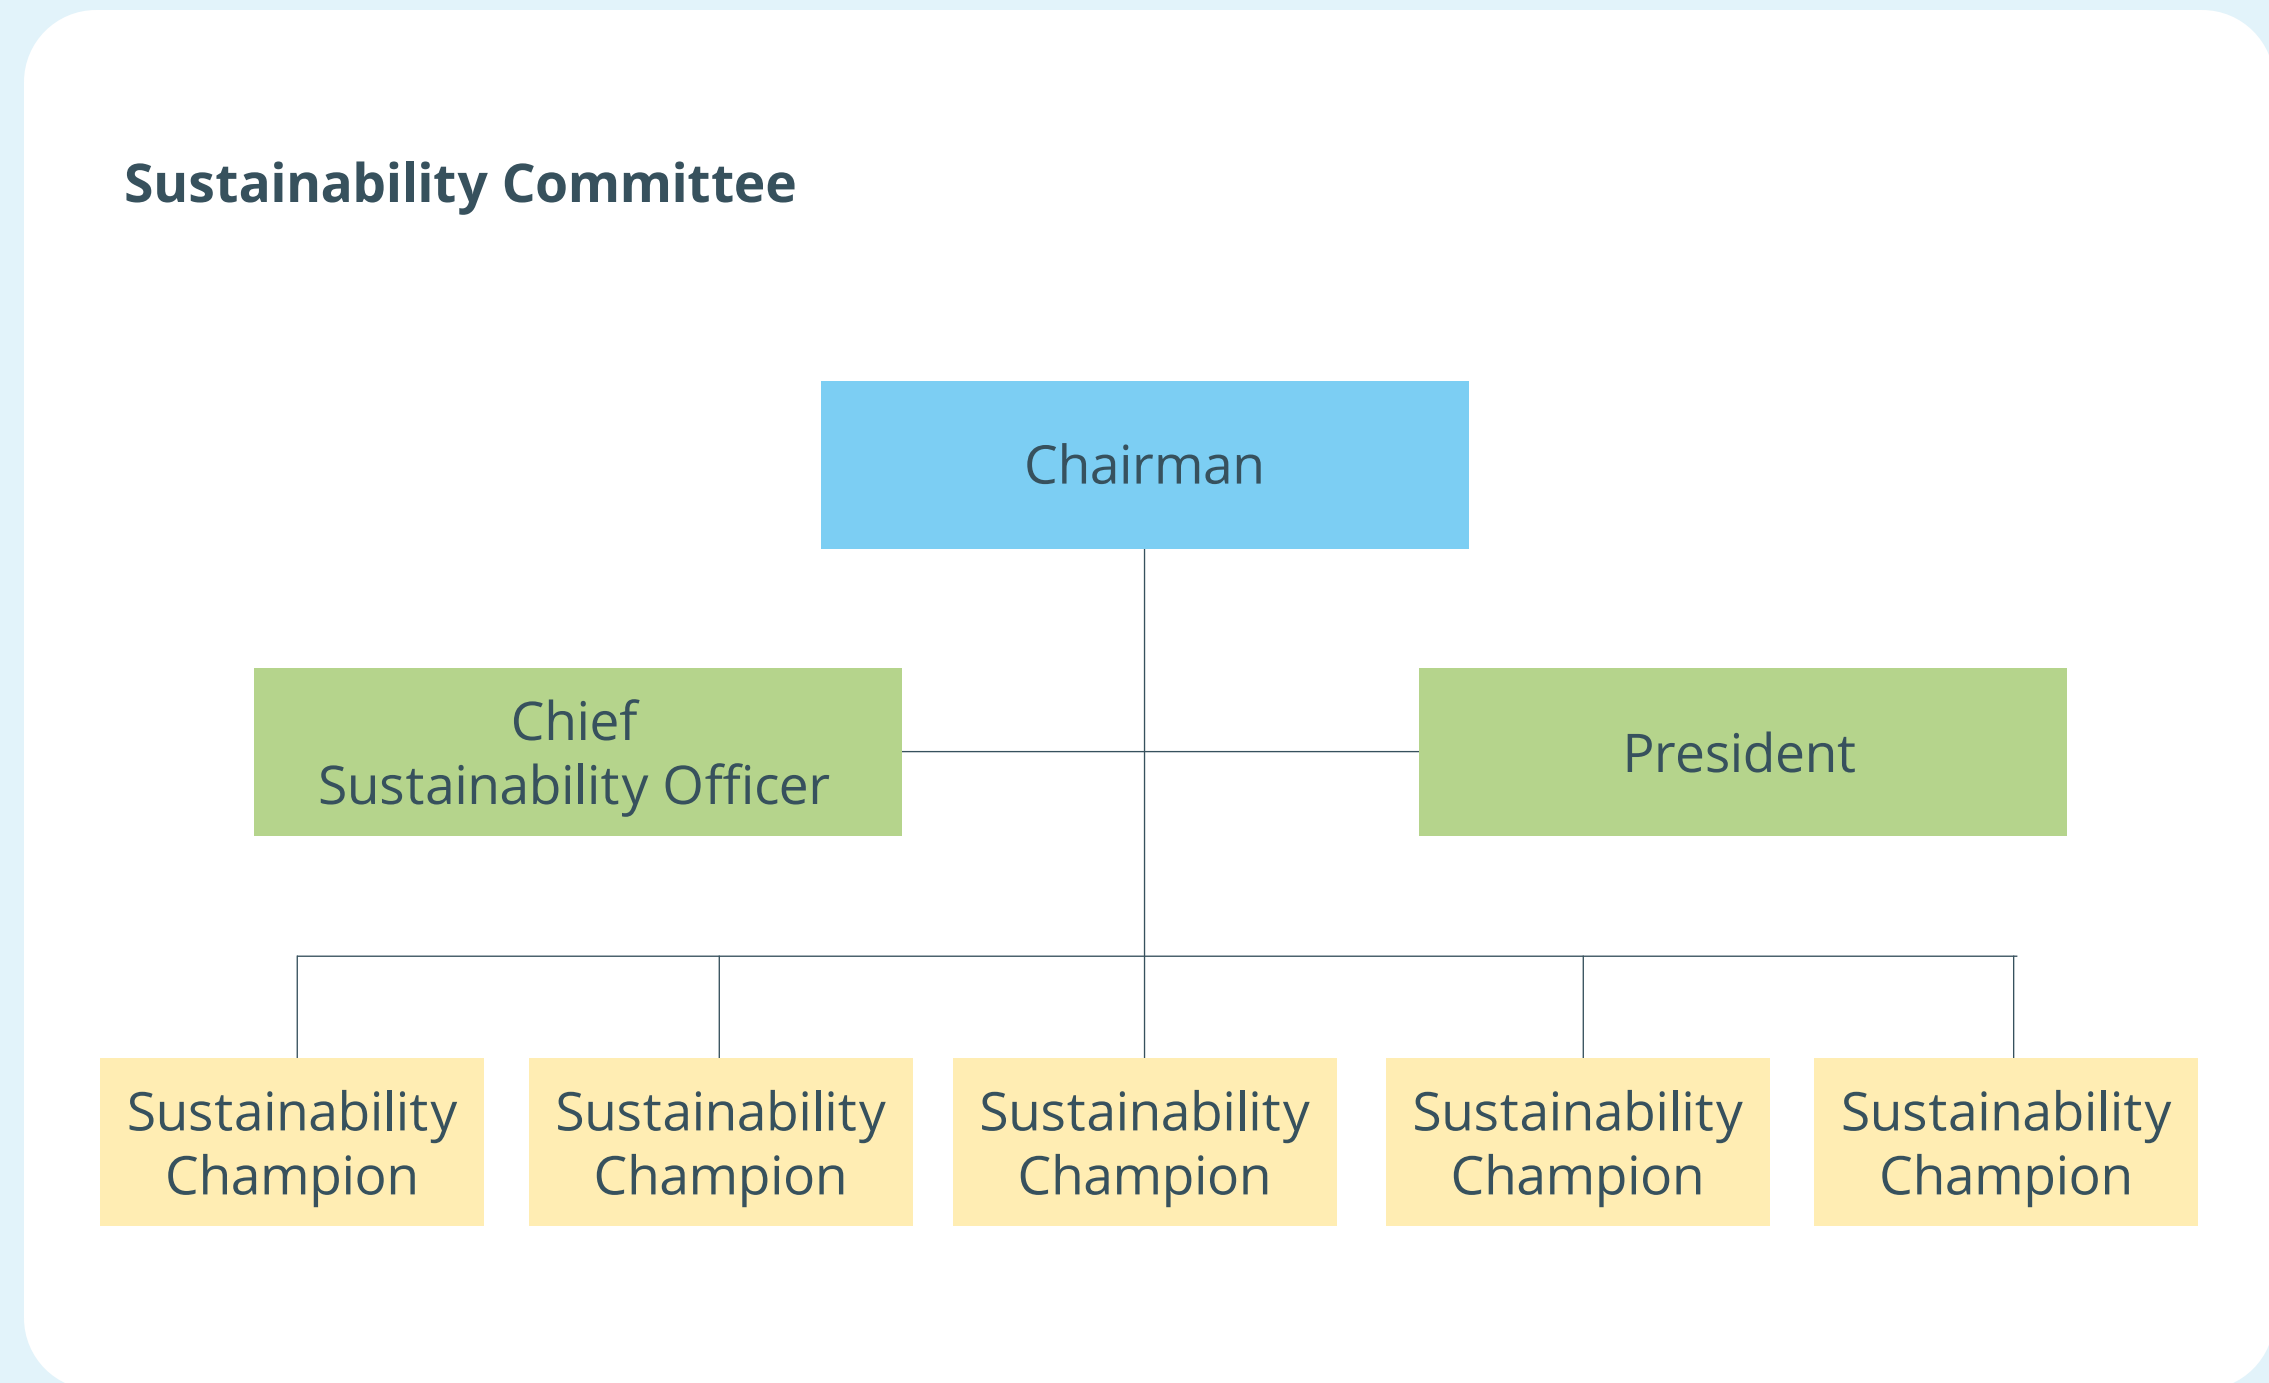 Sustainability Committee
Chairman
Chief
Sustainability Officer
President
Sustainability
Champion
Sustainability
Champion
Sustainability
Champion
Sustainability
Champion
Sustainability
Champion